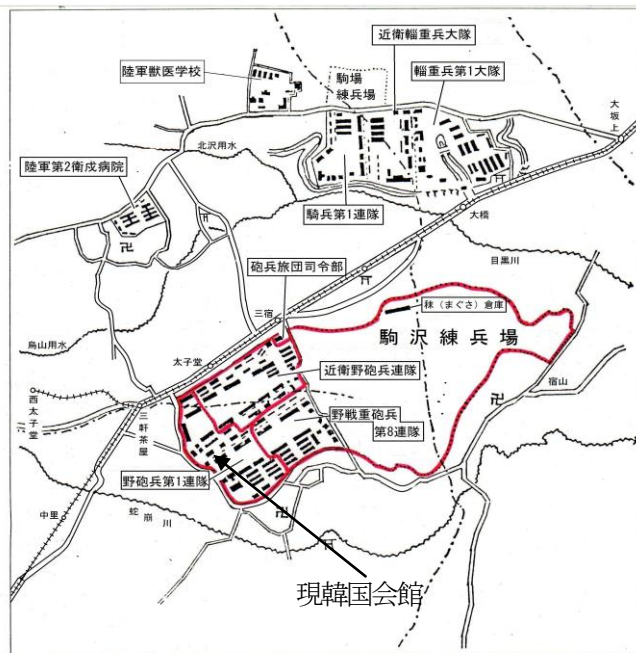 近衛輜重兵大隊
陸軍獣医学校
駒場
練兵場
輜重兵第1大隊
大坂上
北沢用水
陸軍第2衛戍病院
騎兵第1連隊
大橋
砲兵旅団司令部
目黒川
三宿
秣（まぐさ）倉庫
駒沢練兵場
烏山用水
太子堂
近衛野砲兵連隊
宿山
西太子堂
三軒茶屋
野戦重砲兵
第8連隊
野砲兵第1連隊
中里
蛇崩川
現韓国会館